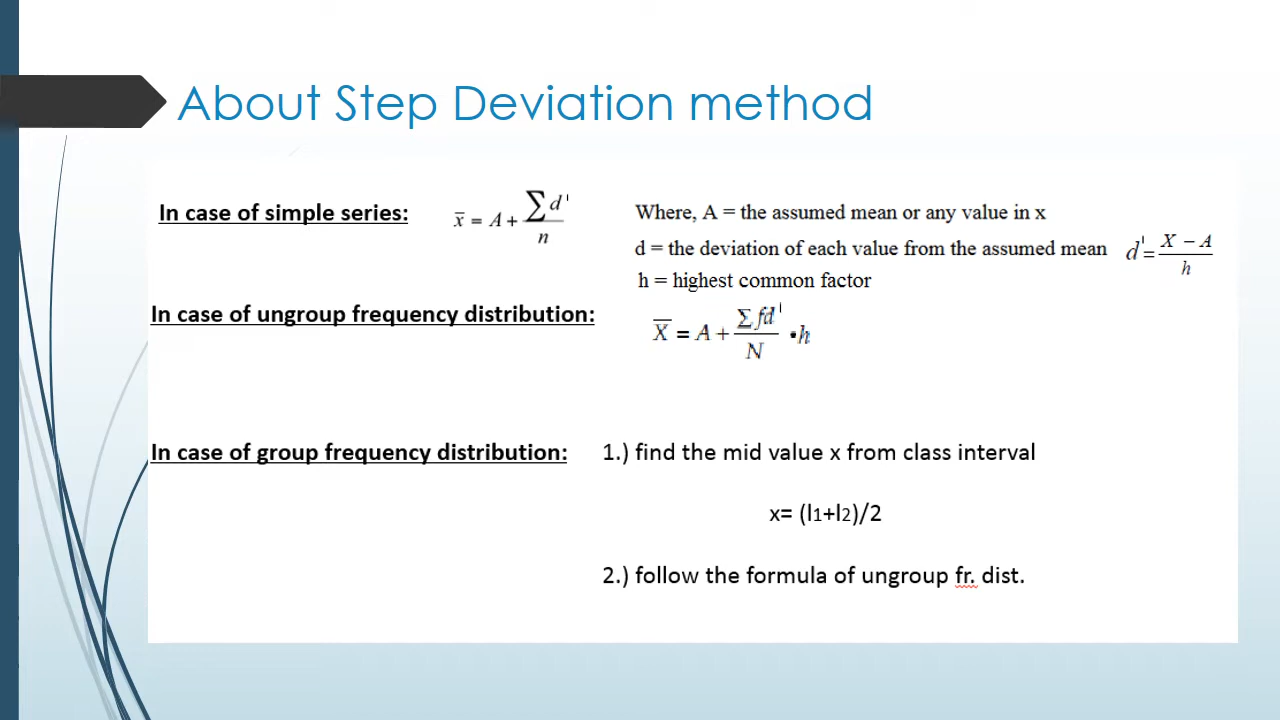 About Step Deviation method
In case of simple series: x̄ = A + ∑d' / n
Where, A = the assumed mean or any value in x
d = the deviation of each value from the assumed mean d' = (X − A) / h
h = highest common factor
In case of ungroup frequency distribution: X̄ = A + Σfd' / N · h
In case of group frequency distribution: 1.) find the mid value x from class interval
x= (l1+l2)/2
2.) follow the formula of ungroup fr. dist.